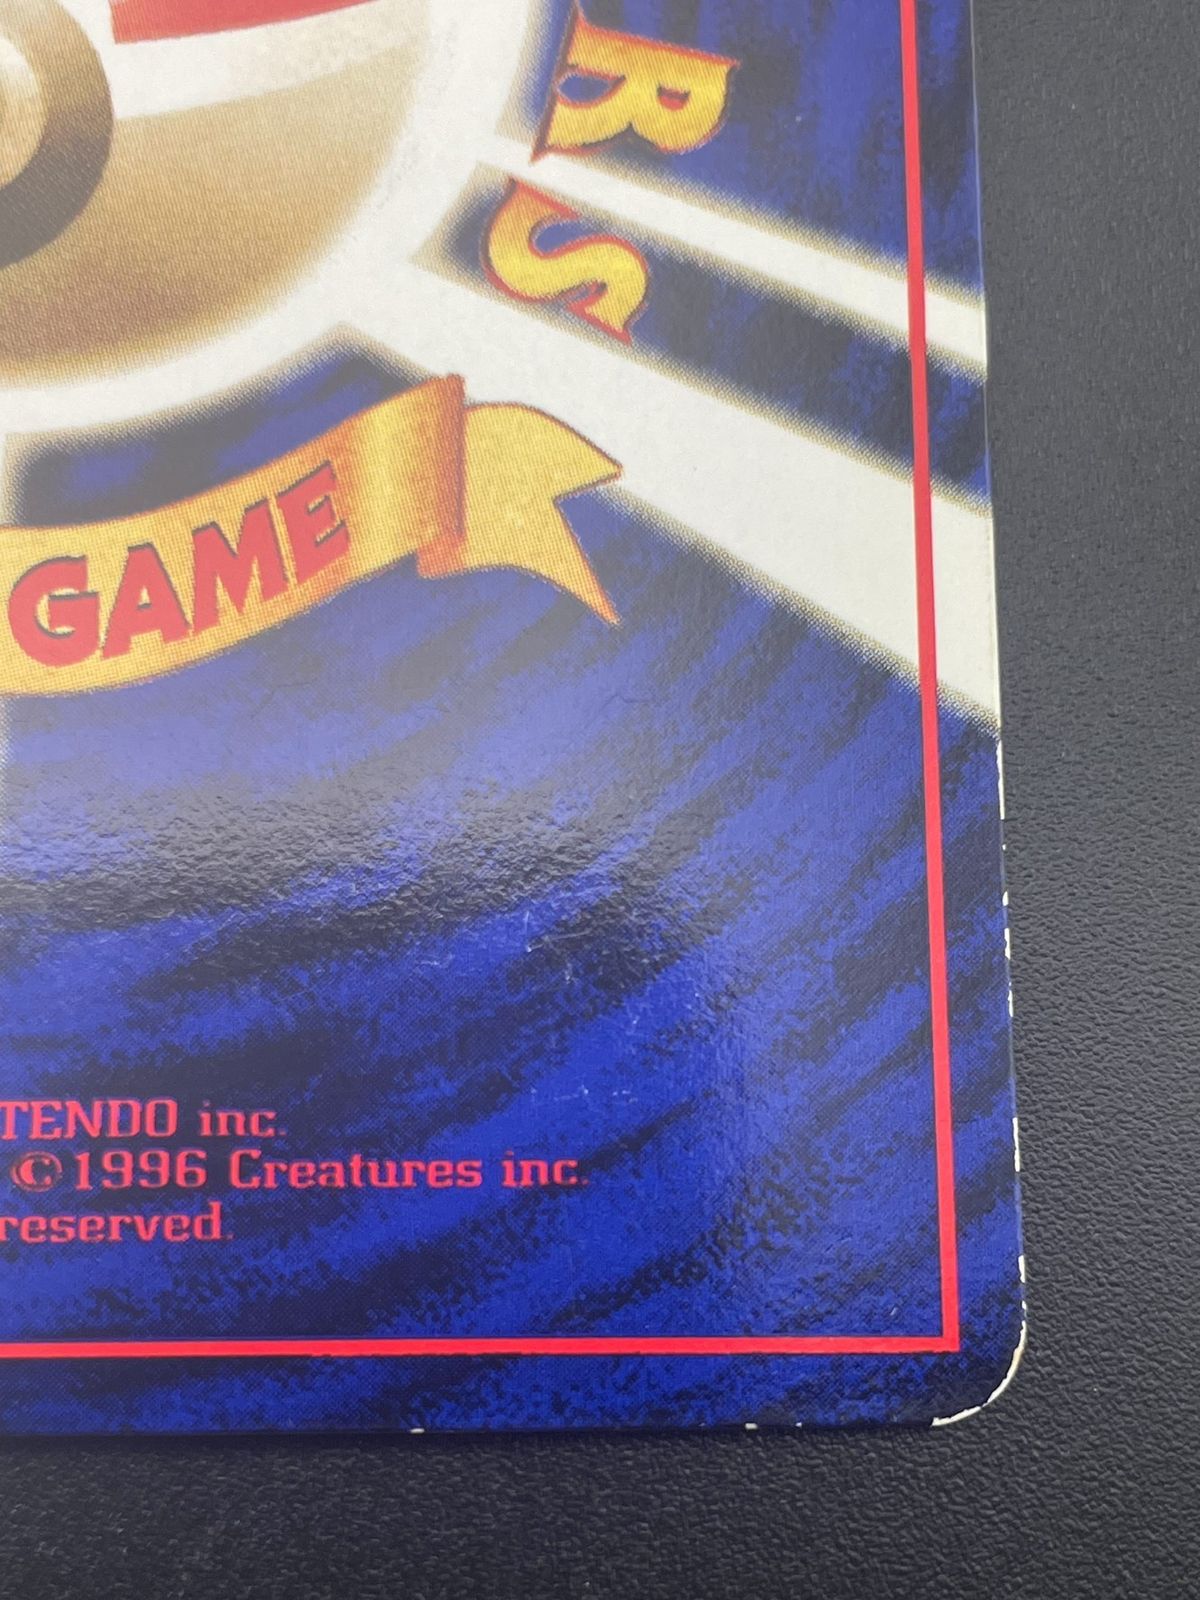 RS
GAME
TENDO inc.
©1996 Creatures inc.
reserved.